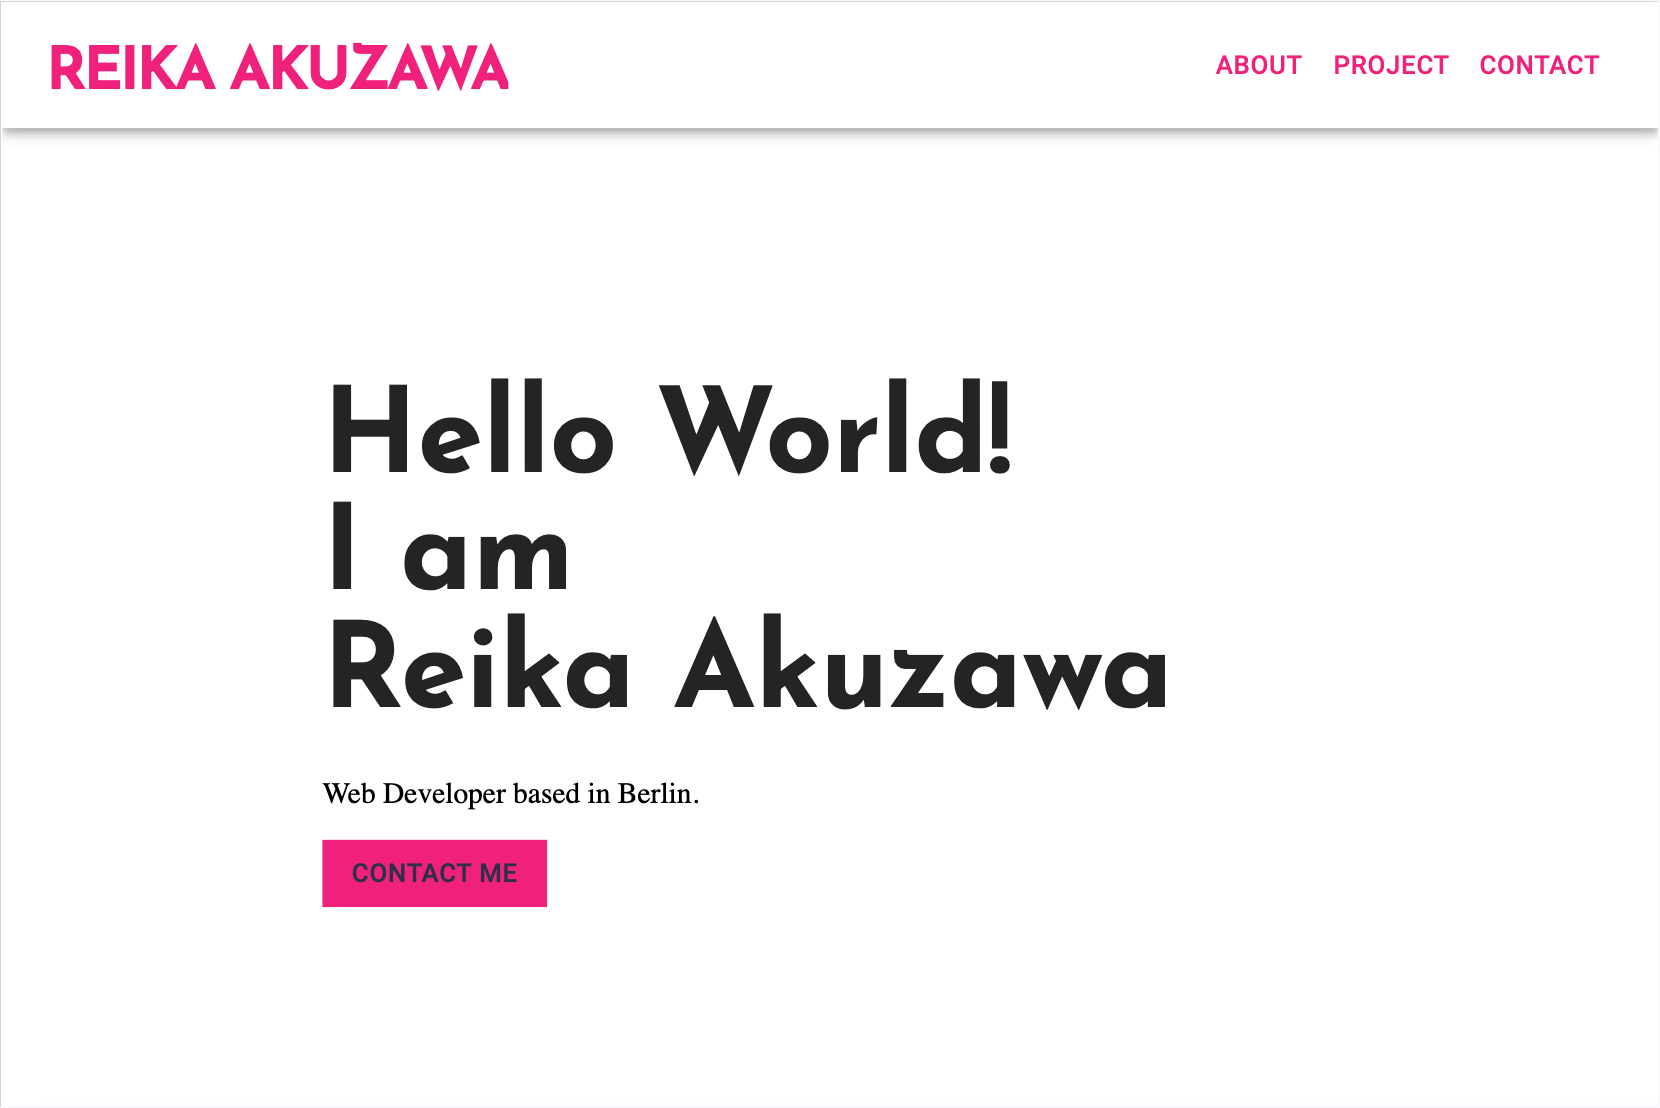 REIKA AKUZAWA
ABOUT PROJECT CONTACT
Hello World!
I am
Reika Akuzawa
Web Developer based in Berlin.
CONTACT ME